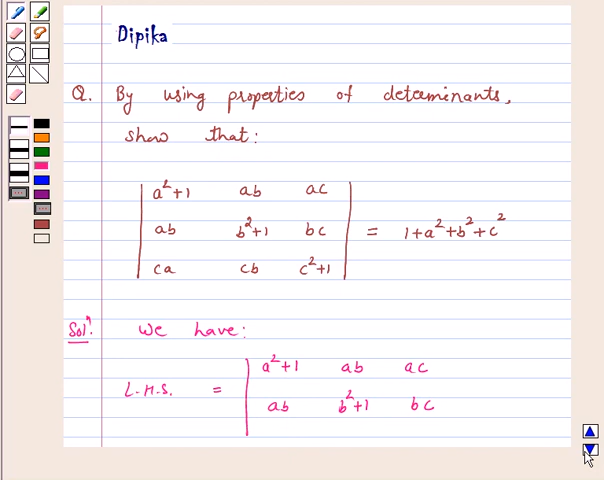 Dipika
Q. By using properties of determinants,
show that:
| a²+1 ab ac |
| ab b²+1 bc | = 1+a²+b²+c²
| ca cb c²+1 |
Solⁿ. We have:
| a²+1 ab ac
L.H.S. = | ab b²+1 bc